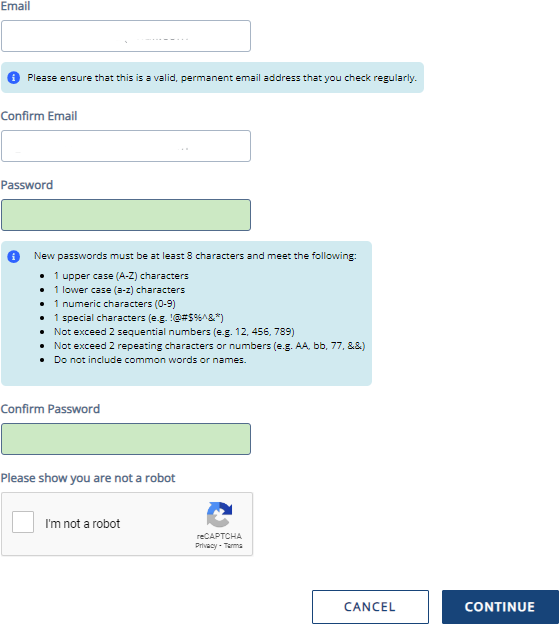 Email
Please ensure that this is a valid, permanent email address that you check regularly.
Confirm Email
Password
New passwords must be at least 8 characters and meet the following:
• 1 upper case (A-Z) characters
• 1 lower case (a-z) characters
• 1 numeric characters (0-9)
• 1 special characters (e.g. !@#$%^&*)
• Not exceed 2 sequential numbers (e.g. 12, 456, 789)
• Not exceed 2 repeating characters or numbers (e.g. AA, bb, 77, &&)
• Do not include common words or names.
Confirm Password
Please show you are not a robot
I'm not a robot
reCAPTCHA
Privacy - Terms
CANCEL
CONTINUE